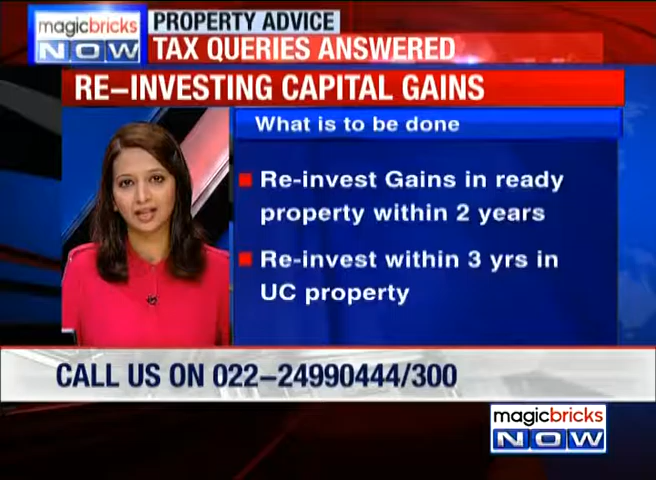 magicbricks
NOW
PROPERTY ADVICE
TAX QUERIES ANSWERED
RE-INVESTING CAPITAL GAINS
What is to be done
Re-invest Gains in ready
property within 2 years
Re-invest within 3 yrs in
UC property
CALL US ON 022-24990444/300
magicbricks
NOW